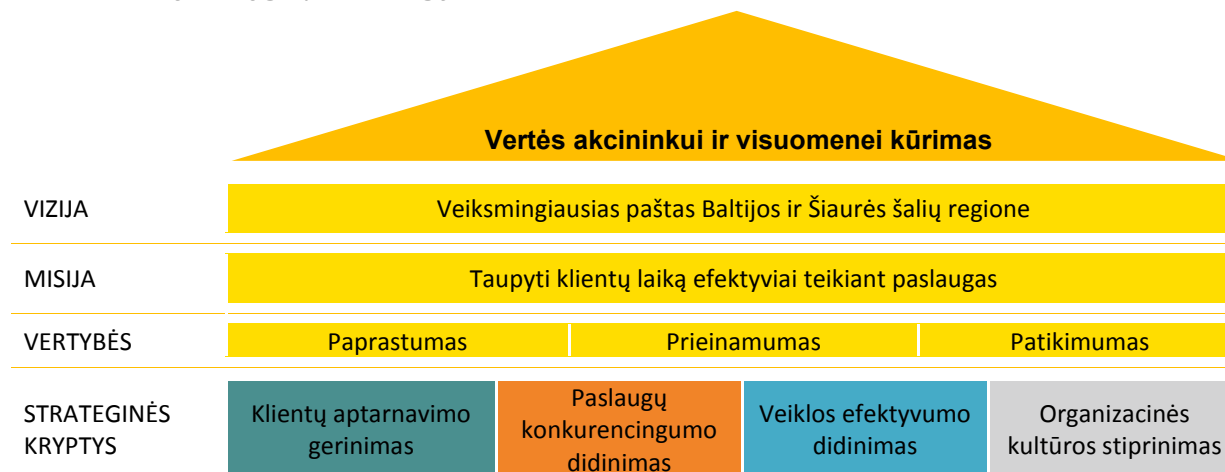 Vertės akcininkui ir visuomenei kūrimas
VIZIJA
Veiksmingiausias paštas Baltijos ir Šiaurės šalių regione
MISIJA
Taupyti klientų laiką efektyviai teikiant paslaugas
VERTYBĖS
Paprastumas
Prieinamumas
Patikimumas
STRATEGINĖS
KRYPTYS
Klientų aptarnavimo
gerinimas
Paslaugų
konkurencingumo
didinimas
Veiklos efektyvumo
didinimas
Organizacinės
kultūros stiprinimas